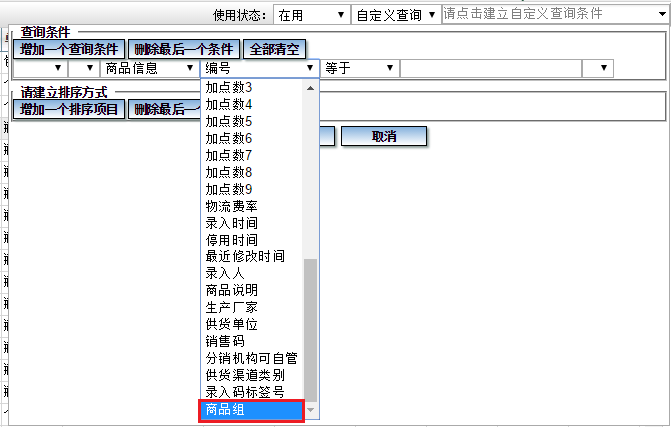 使用状态： 在用 自定义查询 请点击建立自定义查询条件
查询条件
增加一个查询条件 删除最后一个条件 全部清空
商品信息 编号 等于
请建立排序方式
增加一个排序项目 删除最后一个
取消
加点数3
加点数4
加点数5
加点数6
加点数7
加点数8
加点数9
物流费率
录入时间
停用时间
最近修改时间
录入人
商品说明
生产厂家
供货单位
销售码
分销机构可自管
供货渠道类别
录入码标签号
商品组